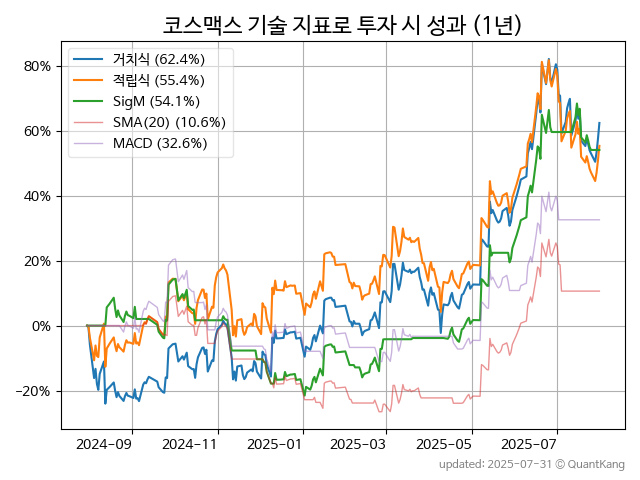 코스맥스 기술 지표로 투자 시 성과 (1년)
거치식 (62.4%)
적립식 (55.4%)
SigM (54.1%)
SMA(20) (10.6%)
MACD (32.6%)
80%
60%
40%
20%
0%
−20%
2024-09 2024-11 2025-01 2025-03 2025-05 2025-07
updated: 2025-07-31 © QuantKang